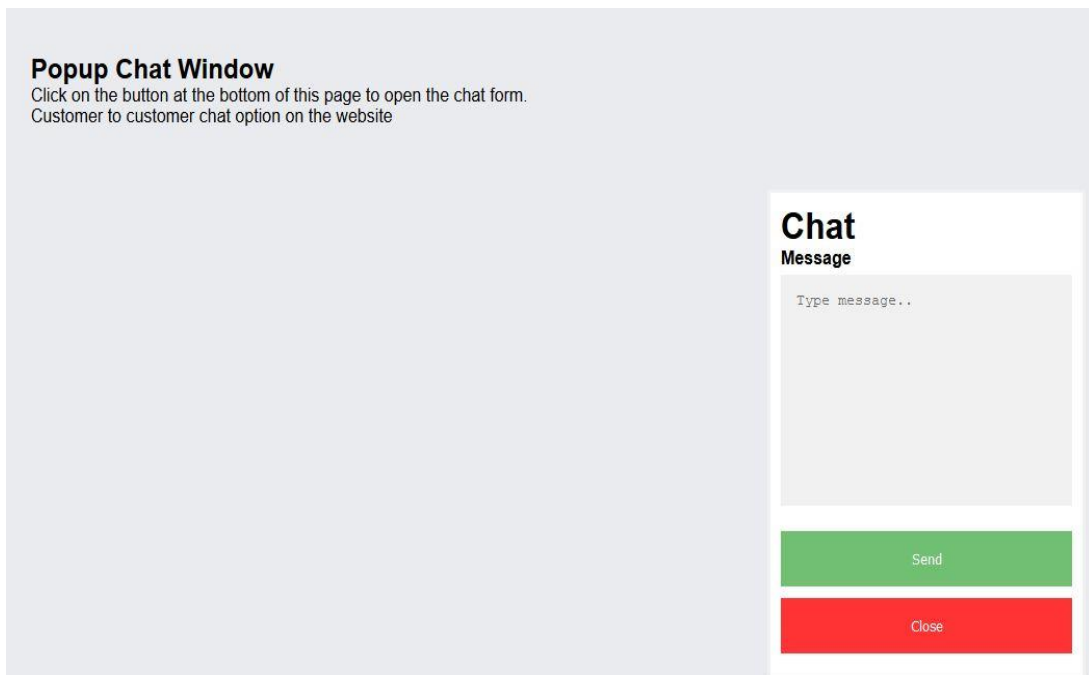 Popup Chat Window
Click on the button at the bottom of this page to open the chat form.
Customer to customer chat option on the website
Chat
Message
Type message..
Send
Close